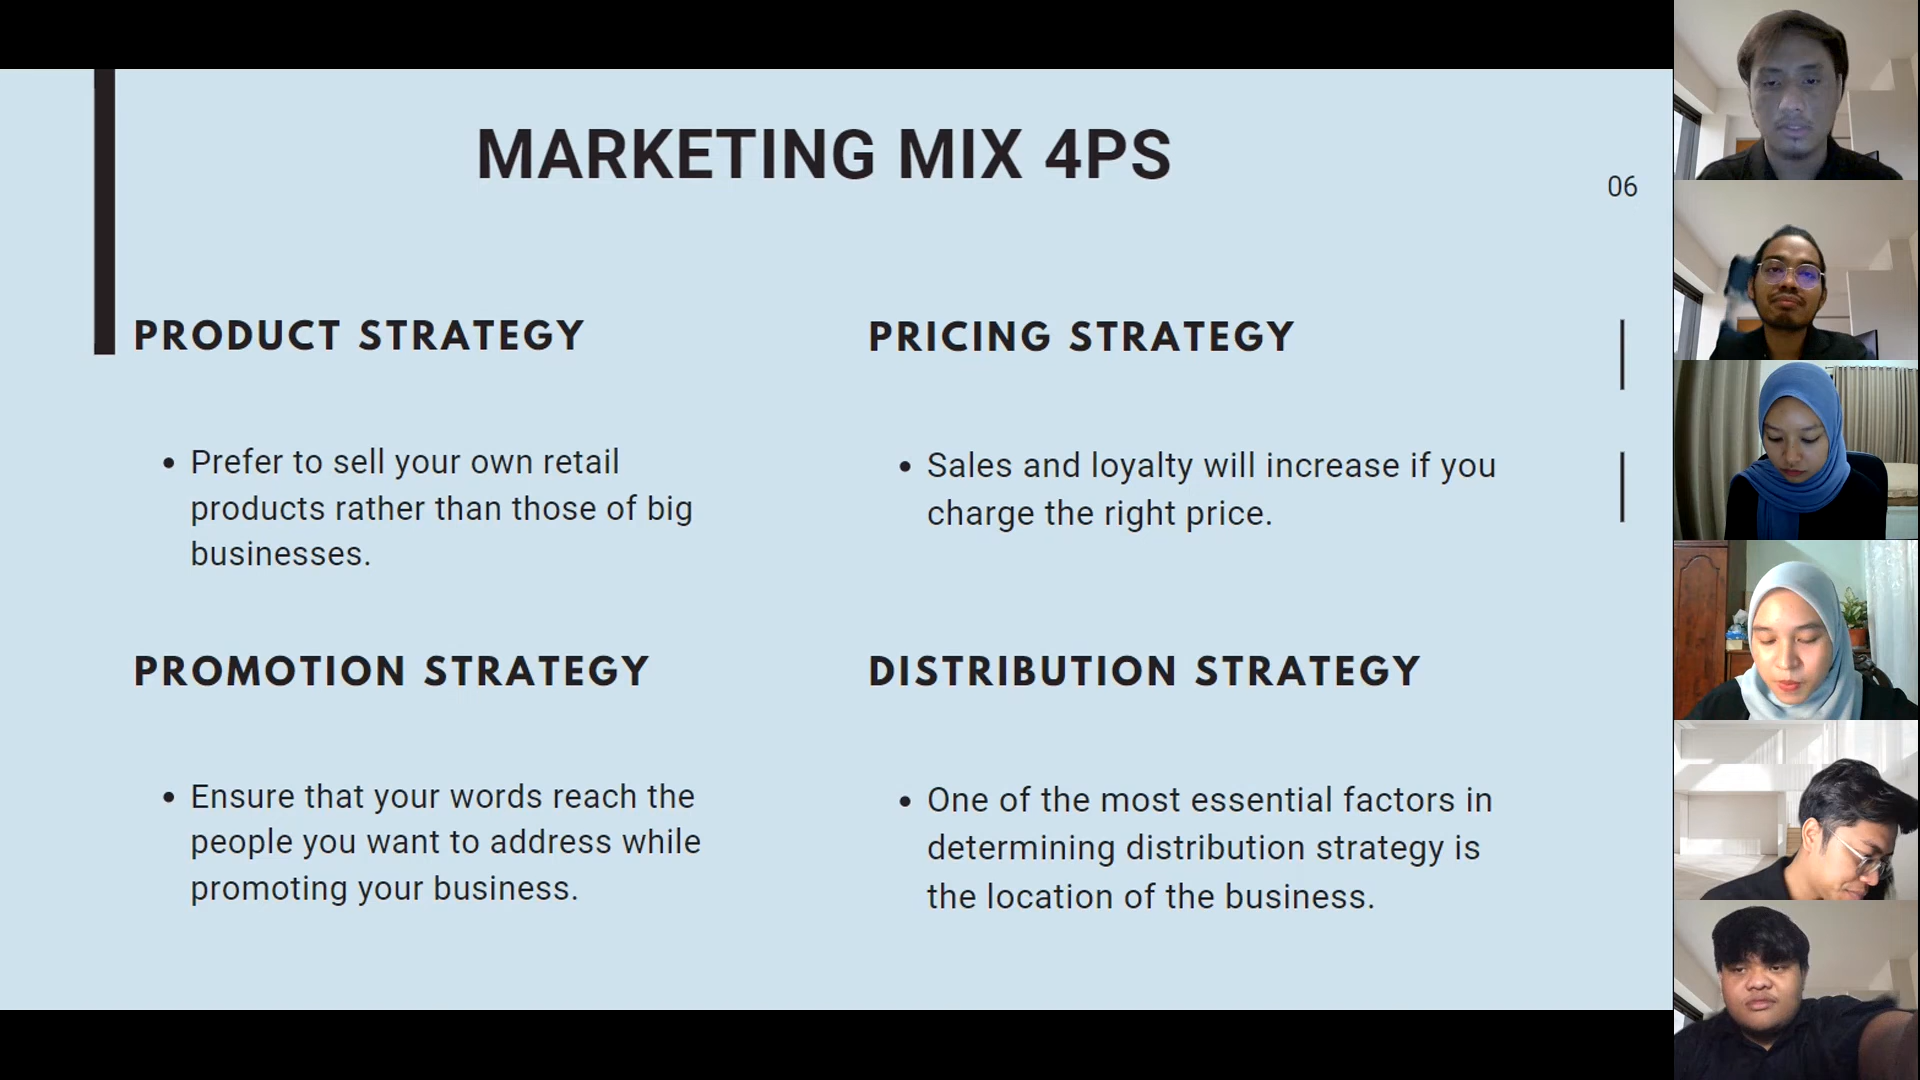 MARKETING MIX 4PS
06
PRODUCT STRATEGY
• Prefer to sell your own retail
products rather than those of big
businesses.
PRICING STRATEGY
• Sales and loyalty will increase if you
charge the right price.
PROMOTION STRATEGY
• Ensure that your words reach the
people you want to address while
promoting your business.
DISTRIBUTION STRATEGY
• One of the most essential factors in
determining distribution strategy is
the location of the business.